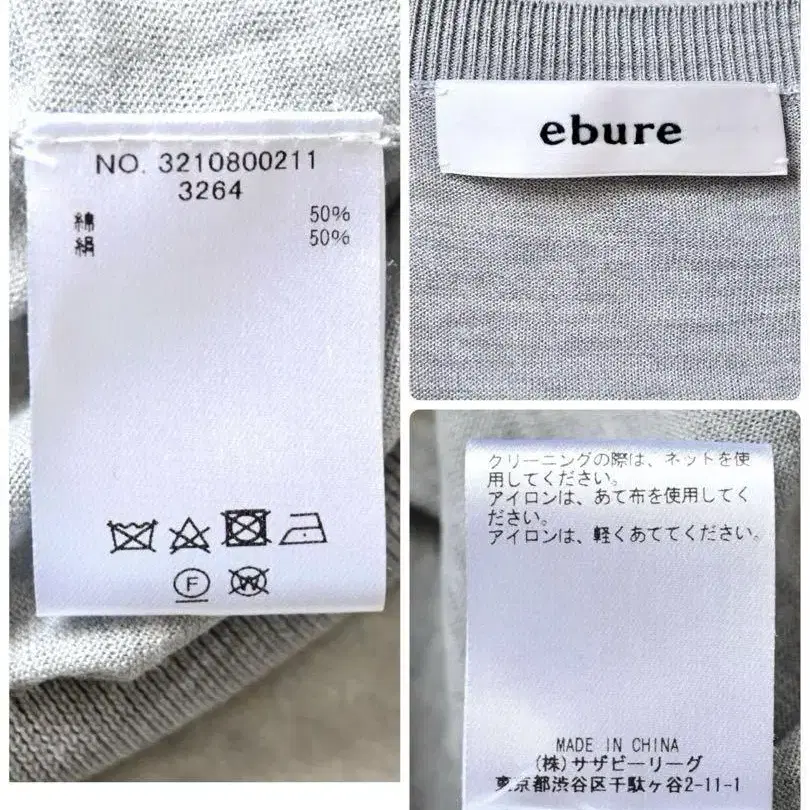 NO. 3210800211
3264
綿 50%
絹 50%
F
W
ebure
クリーニングの際は、ネットを使
用してください。
アイロンは、あて布を使用してく
ださい。
アイロンは、軽くあててください。
MADE IN CHINA
(株)サザビーリーグ
東京都渋谷区千駄ヶ谷2-11-1